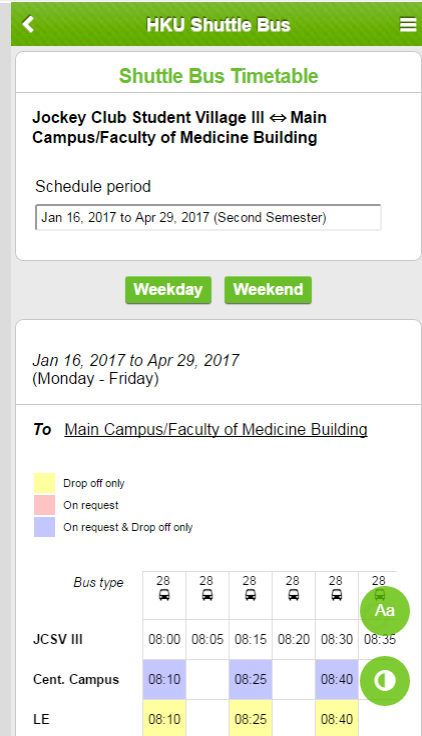 HKU Shuttle Bus
Shuttle Bus Timetable
Jockey Club Student Village III ⇔ Main
Campus/Faculty of Medicine Building
Schedule period
Jan 16, 2017 to Apr 29, 2017 (Second Semester)
Weekday Weekend
Jan 16, 2017 to Apr 29, 2017
(Monday - Friday)
To Main Campus/Faculty of Medicine Building
Drop off only
On request
On request & Drop off only
Bus type 28 28 28 28 28 28
Aa
JCSV III 08:00 08:05 08:15 08:20 08:30 08:35
Cent. Campus 08:10 08:25 08:40
LE 08:10 08:25 08:40